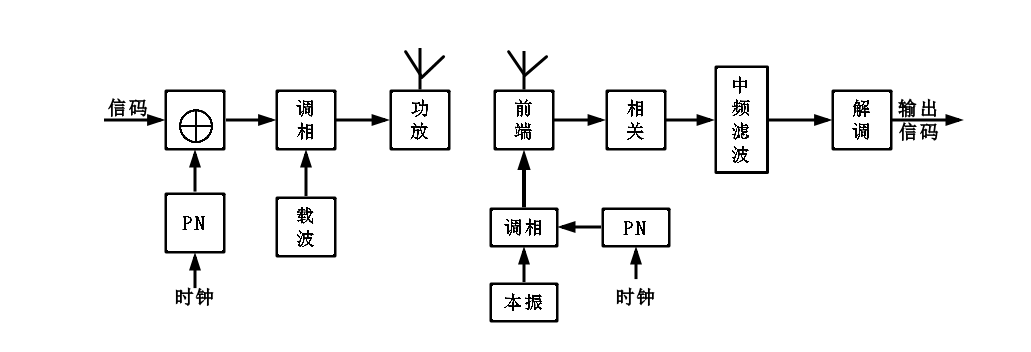 信码
调
相
功
放
前
端
相
关
中
频
滤
波
解
调
输出
信码
PN
载
波
调相
PN
时钟
本振
时钟